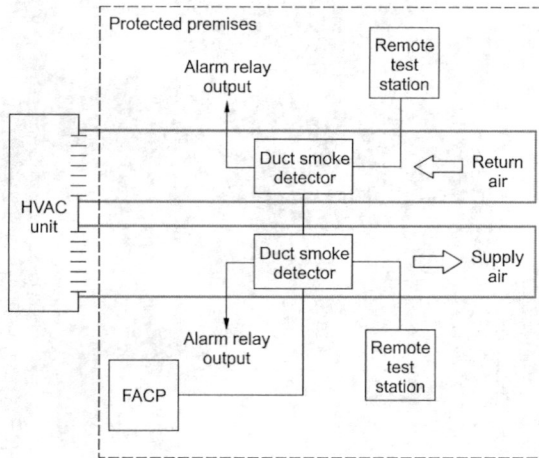 Protected premises
Remote
test
station
Alarm relay
output
Duct smoke
detector
Return
air
HVAC
unit
Duct smoke
detector
Supply
air
Alarm relay
output
Remote
test
station
FACP